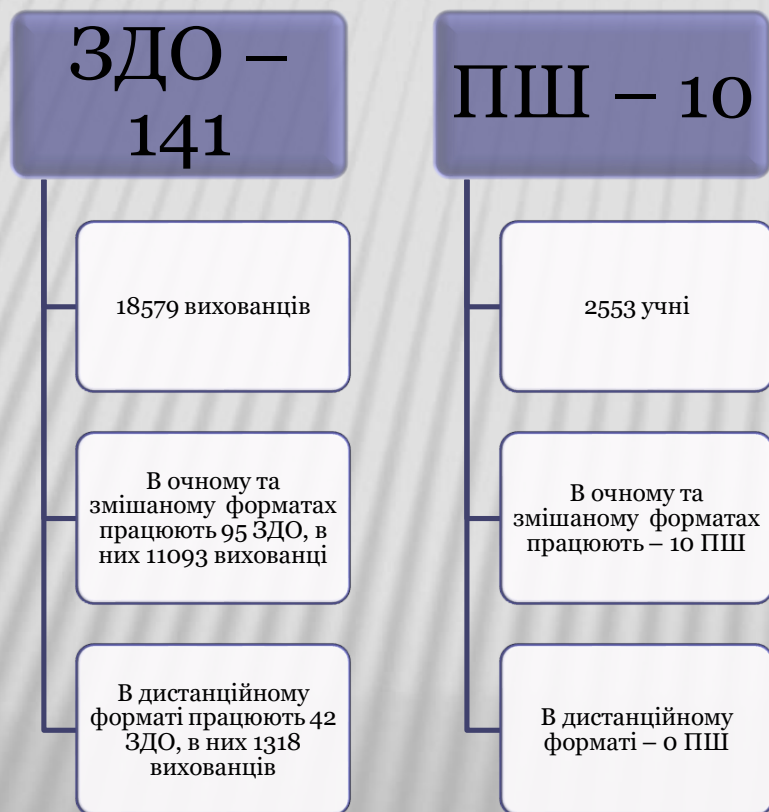 ЗДО –
141
18579 вихованців
В очному та
змішаному форматах
працюють 95 ЗДО, в
них 11093 вихованці
В дистанційному
форматі працюють 42
ЗДО, в них 1318
вихованців
ПШ – 10
2553 учні
В очному та
змішаному форматах
працюють – 10 ПШ
В дистанційному
форматі – 0 ПШ